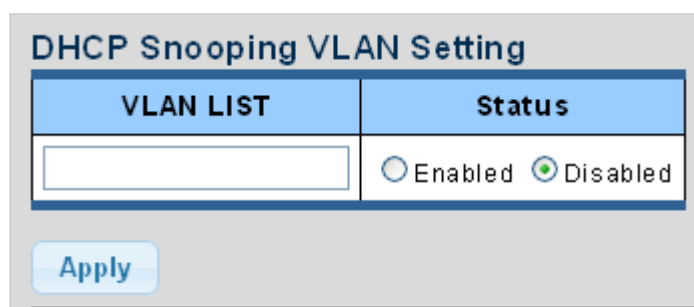 DHCP Snooping VLAN Setting
VLAN LIST Status
Enabled Disabled
Apply